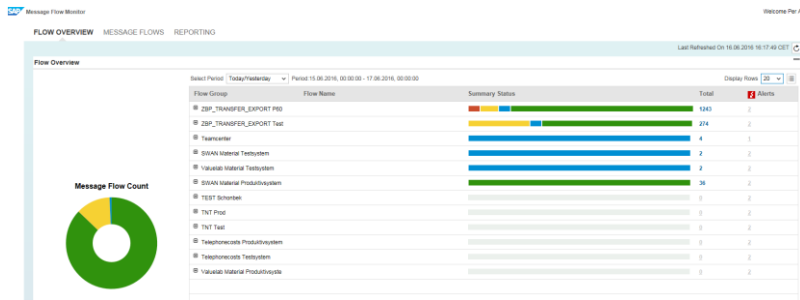 SAP Message Flow Monitor Welcome Per A
FLOW OVERVIEW MESSAGE FLOWS REPORTING
Last Refreshed On 16.06.2016 16:17:49 CET
Flow Overview
Select Period Today/Yesterday Period:15.06.2016, 00:00:00 - 17.06.2016, 00:00:00 Display Rows 20
Flow Group Flow Name Summary Status Total Alerts
ZBP_TRANSFER_EXPORT P80 1243
ZBP_TRANSFER_EXPORT Test 274
Teamcenter 4
SWAN Material Testsystem 2
Valuelab Material Testsystem 2
SWAN Material Produktivsystem 36
TEST Schonbek 0
TNT Prod 0
TNT Test 0
Telephonecosts Produktivsystem 0
Telephonecosts Testsystem 0
Valuelab Material Produktivsyste 0
Message Flow Count